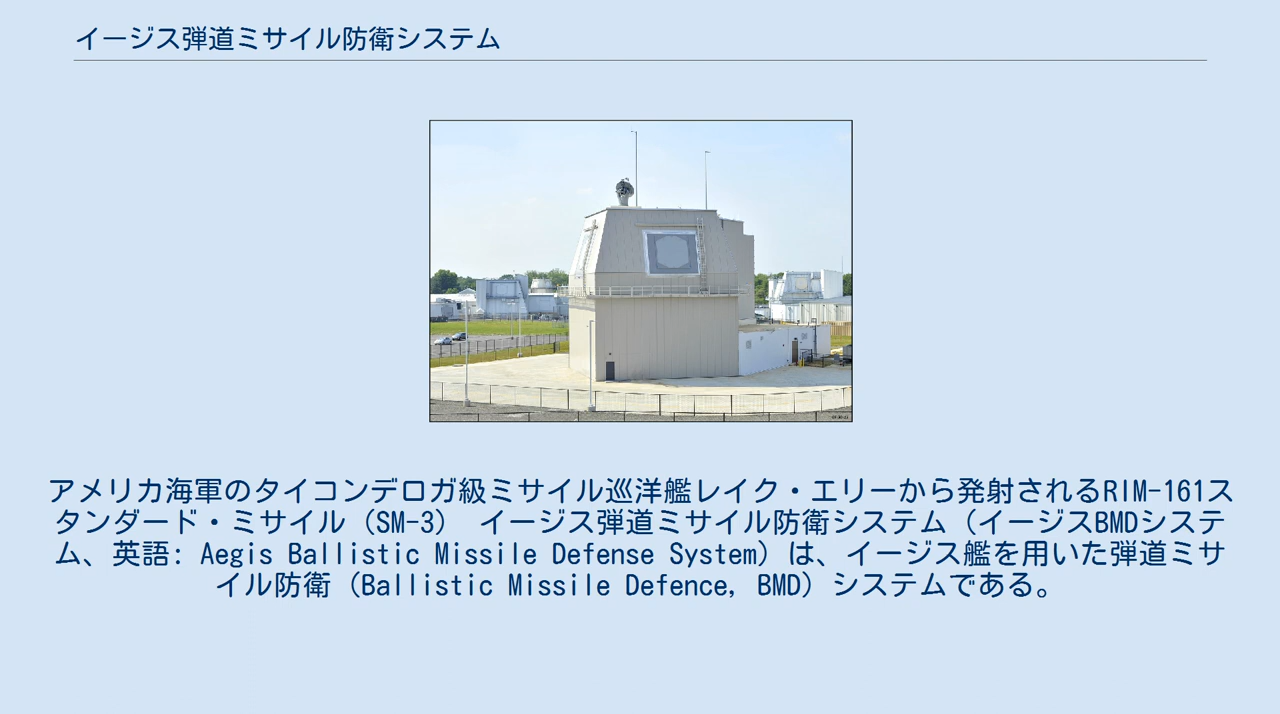 イージス弾道ミサイル防衛システム
アメリカ海軍のタイコンデロガ級ミサイル巡洋艦レイク・エリーから発射されるRIM-161ス
タンダード・ミサイル（SM-3） イージス弾道ミサイル防衛システム（イージスBMDシステ
ム、英語: Aegis Ballistic Missile Defense System）は、イージス艦を用いた弾道ミサ
イル防衛（Ballistic Missile Defence, BMD）システムである。